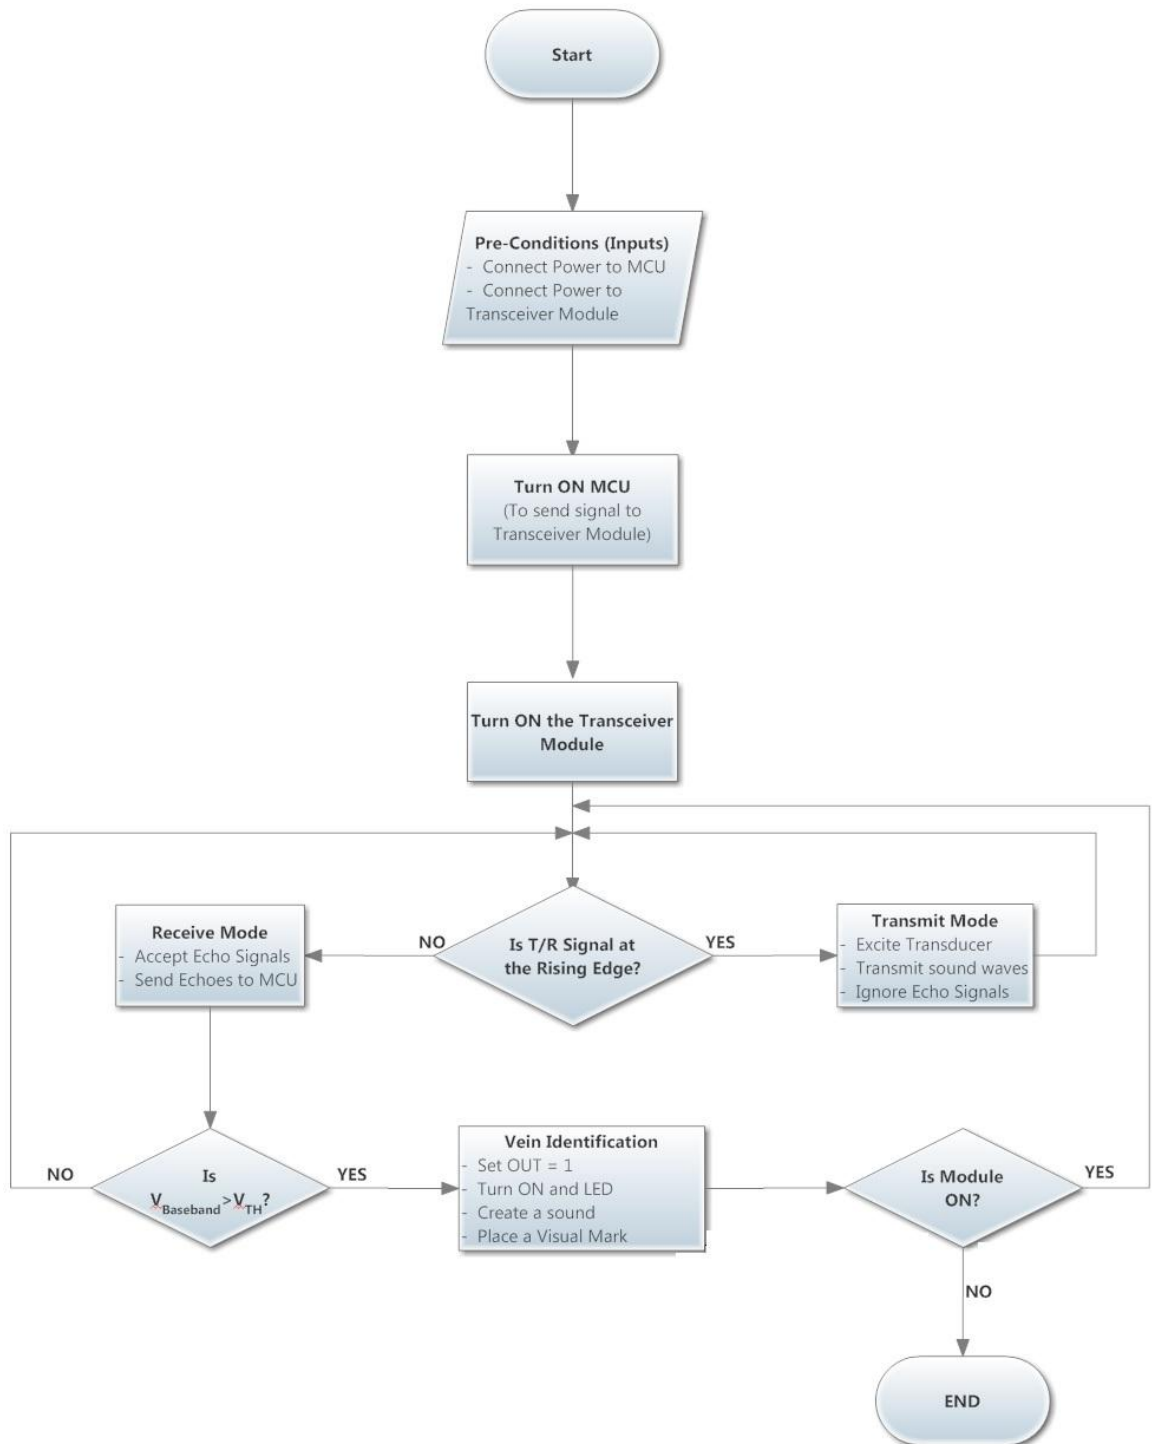 Start
Pre-Conditions (Inputs)
- Connect Power to MCU
- Connect Power to
Transceiver Module
Turn ON MCU
(To send signal to
Transceiver Module)
Turn ON the Transceiver
Module
Is T/R Signal at
the Rising Edge?
NO
YES
Receive Mode
- Accept Echo Signals
- Send Echoes to MCU
Transmit Mode
- Excite Transducer
- Transmit sound waves
- Ignore Echo Signals
Is
VBaseband>VTH?
NO
YES
Vein Identification
- Set OUT = 1
- Turn ON and LED
- Create a sound
- Place a Visual Mark
Is Module
ON?
YES
NO
END